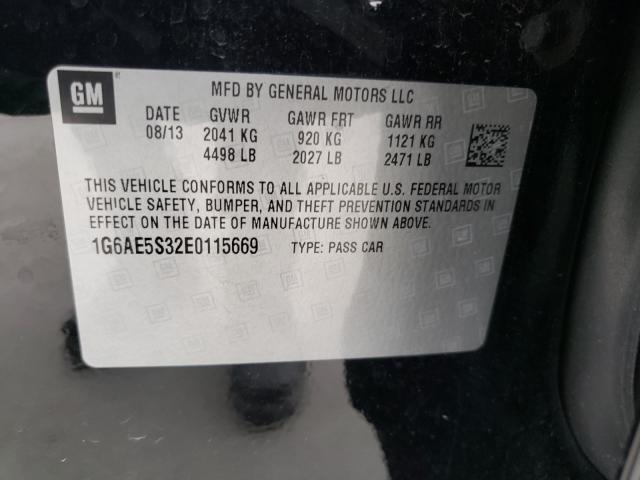 GM
MFD BY GENERAL MOTORS LLC
DATE GVWR GAWR FRT GAWR RR
08/13 2041 KG 920 KG 1121 KG
4498 LB 2027 LB 2471 LB
THIS VEHICLE CONFORMS TO ALL APPLICABLE U.S. FEDERAL MOTOR
VEHICLE SAFETY, BUMPER, AND THEFT PREVENTION STANDARDS IN
EFFECT ON THE DATE OF MANUFACTURE SHOWN ABOVE.
1G6AE5S32E0115669 TYPE: PASS CAR